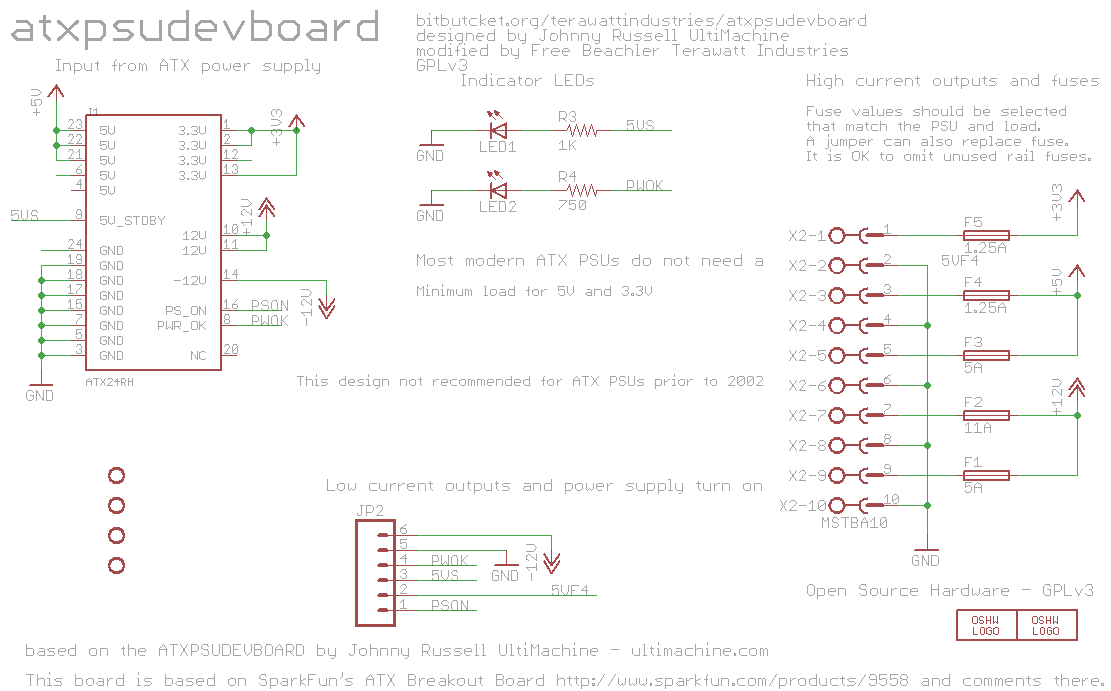 atxpsudevboard
bitbutcket.org/terawattindustries/atxpsudevboard
designed by Johnny Russell UltiMachine
modified by Free Beachler Terawatt Industries
GPLv3
Input from ATX power supply
+5V
J1
23 5V 3.3V 1
22 5V 3.3V 2
21 5V 3.3V 12
6 5V 3.3V 13
4 5V
9 5V_STDBY
12V 10
24 GND 12V 11
19 GND
18 GND -12V 14
17 GND
15 GND PS_ON 16 PSON
7 GND PWR_OK 8 PWOK
5 GND
3 GND NC 20
+3V3
5VS
+12V
-12V
ATX24RH
GND
Indicator LEDs
R3
5VS
GND LED1 1K
R4
PWOK
GND LED2 750
Most modern ATX PSUs do not need a
Minimum load for 5V and 3.3V
This design not recommended for ATX PSUs prior to 2002
High current outputs and fuses
Fuse values should be selected
that match the PSU and load.
A jumper can also replace fuse.
It is OK to omit unused rail fuses.
+3V3
X2-1 1 F5
1.25A
X2-2 2 5VF4
+5V
X2-3 3 F4
1.25A
X2-4 4
X2-5 5 F3
5A
X2-6 6
+12V
X2-7 7 F2
11A
X2-8 8
X2-9 9 F1
5A
X2-10 10
MSTBA10
GND
Low current outputs and power supply turn on
JP2
6
5
4 PWOK
3 5VS
2 5VF4
1 PSON
GND
-12V
Open Source Hardware - GPLv3
OSHW LOGO
OSHW LOGO
based on the ATXPSUDEVBOARD by Johnny Russell UltiMachine - ultimachine.com
This board is based on SparkFun's ATX Breakout Board http://www.sparkfun.com/products/9558 and comments there.